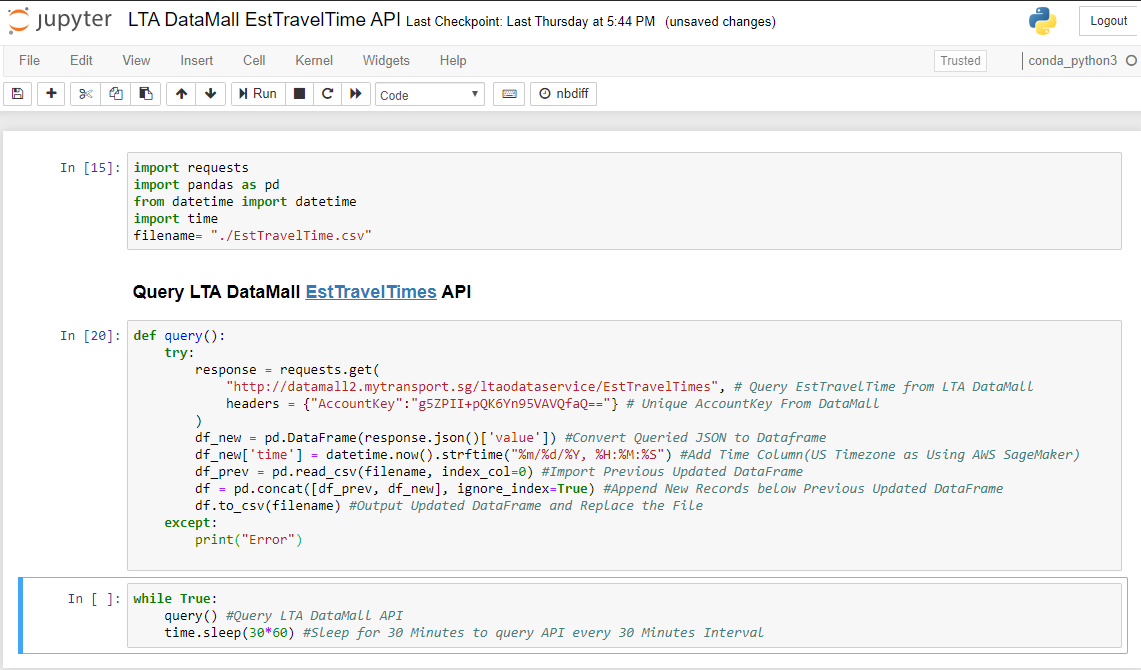 jupyter LTA DataMall EstTravelTime API Last Checkpoint: Last Thursday at 5:44 PM (unsaved changes) Logout
File Edit View Insert Cell Kernel Widgets Help Trusted conda_python3
Run Code nbdiff
In [15]: import requests
import pandas as pd
from datetime import datetime
import time
filename= "./EstTravelTime.csv"
Query LTA DataMall EstTravelTimes API
In [20]: def query():
try:
response = requests.get(
"http://datamall2.mytransport.sg/ltaodataservice/EstTravelTimes", # Query EstTravelTime from LTA DataMall
headers = {"AccountKey":"g5ZPII+pQK6Yn95VAVQfaQ=="} # Unique AccountKey From DataMall
)
df_new = pd.DataFrame(response.json()['value']) #Convert Queried JSON to Dataframe
df_new['time'] = datetime.now().strftime("%m/%d/%Y, %H:%M:%S") #Add Time Column(US Timezone as Using AWS SageMaker)
df_prev = pd.read_csv(filename, index_col=0) #Import Previous Updated DataFrame
df = pd.concat([df_prev, df_new], ignore_index=True) #Append New Records below Previous Updated DataFrame
df.to_csv(filename) #Output Updated DataFrame and Replace the File
except:
print("Error")
In [ ]: while True:
query() #Query LTA DataMall API
time.sleep(30*60) #Sleep for 30 Minutes to query API every 30 Minutes Interval